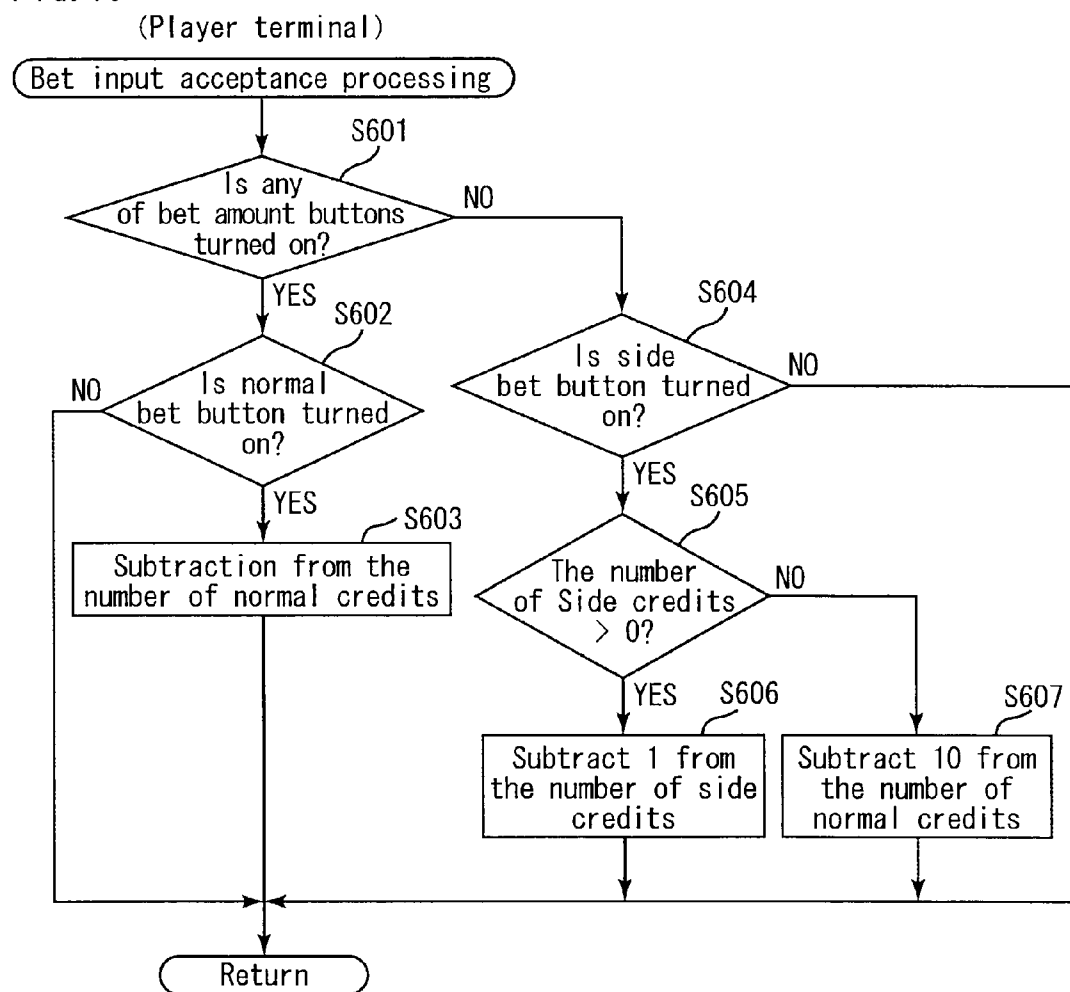 (Player terminal)
Bet input acceptance processing
S601
Is any
of bet amount buttons
turned on?
NO
YES
S602
Is normal
bet button turned
on?
NO
YES
S603
Subtraction from the
number of normal credits
S604
Is side
bet button turned
on?
NO
YES
S605
The number
of Side credits
> 0?
NO
YES
S606
Subtract 1 from
the number of side
credits
S607
Subtract 10 from
the number of
normal credits
Return